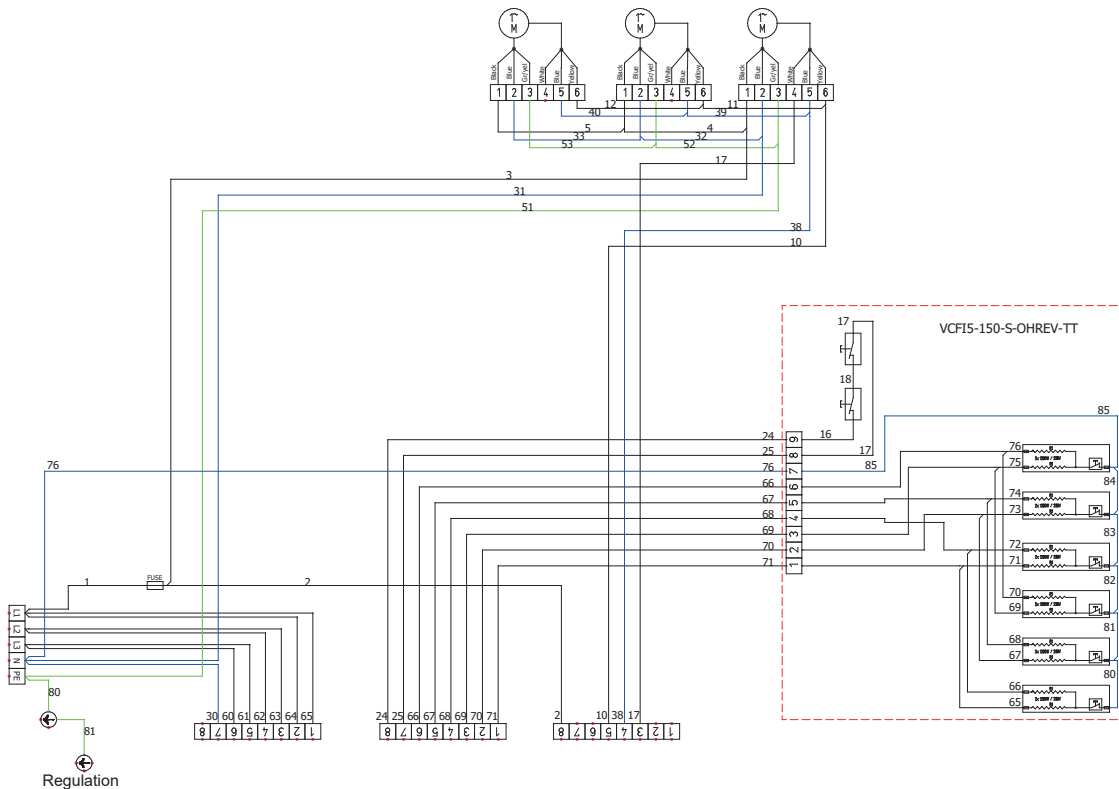 1~ M
1~ M
1~ M
Black Blue Gr/yel White Blue Yellow
Black Blue Gr/yel White Blue Yellow
Black Blue Gr/yel White Blue Yellow
1 2 3 4 5 6
1 2 3 4 5 6
1 2 3 4 5 6
12 11
40 39
5 4
33 32
53 52
17
3
31
51
38
10
VCFI5-150-S-OHREV-TT
17
18
16
17
85
85
24 9
25 8
76 76 7
66 6
67 5
68 4
69 3
70 2
71 1
76
75
84
74
73
83
72
71
82
70
69
81
68
67
80
66
65
1 FUSE 2
L1
L2
L3
N
PE
80
81
Regulation
30 60 61 62 63 64 65
8 7 6 5 4 3 2 1
24 25 66 67 68 69 70 71
8 7 6 5 4 3 2 1
2 10 38 17
8 7 6 5 4 3 2 1